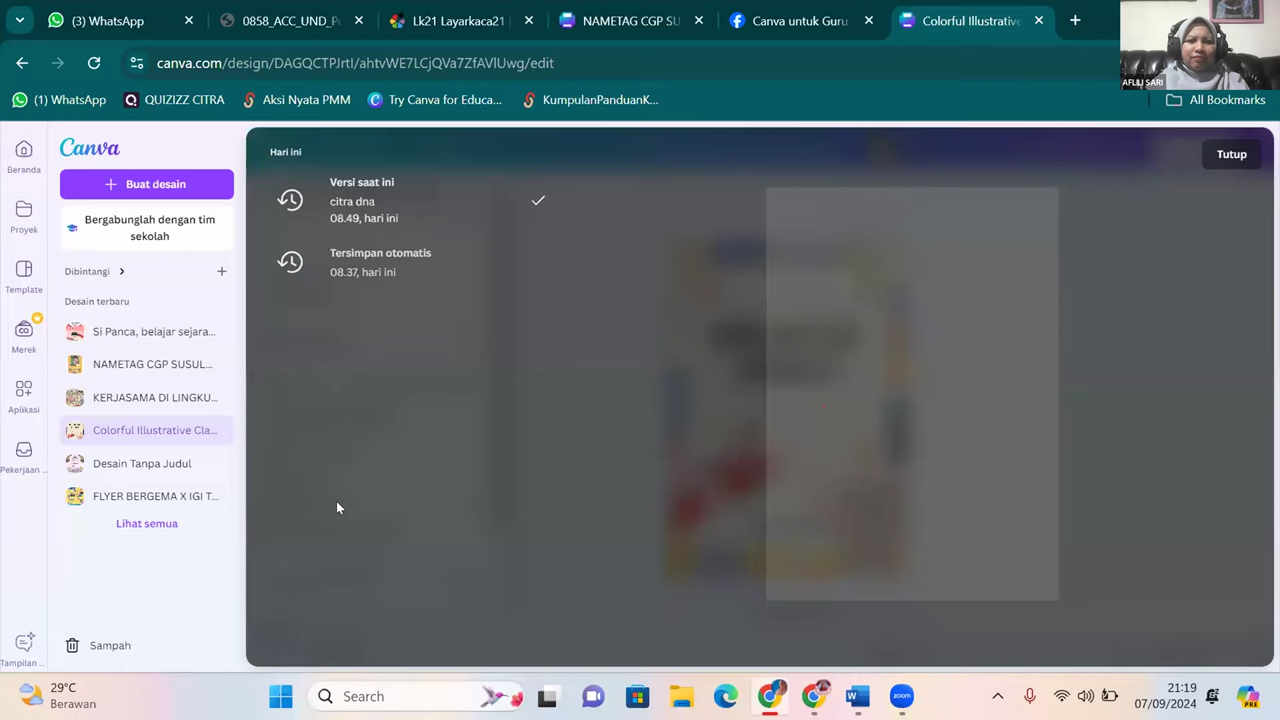 (3) WhatsApp
0858_ACC_UND_P
Lk21 Layarkaca21
NAMETAG CGP SU
Canva untuk Guru
Colorful Illustrative
canva.com/design/DAGQCTPJrtI/ahtvWE7LCjQVa7ZfAVlUwg/edit
AFLILI SARI
(1) WhatsApp
QUIZIZZ CITRA
Aksi Nyata PMM
Try Canva for Educa...
KumpulanPanduanK...
All Bookmarks
Beranda
Proyek
Template
Merek
Aplikasi
Pekerjaan ...
Tampilan ...
Canva
Buat desain
Bergabunglah dengan tim
sekolah
Dibintangi
Desain terbaru
Si Panca, belajar sejara...
NAMETAG CGP SUSUL...
KERJASAMA DI LINGKU...
Colorful Illustrative Cla...
Desain Tanpa Judul
FLYER BERGEMA X IGI T...
Lihat semua
Sampah
Hari ini
Tutup
Versi saat ini
citra dna
08.49, hari ini
Tersimpan otomatis
08.37, hari ini
29°C
Berawan
Search
zoom
21:19
07/09/2024
PRE